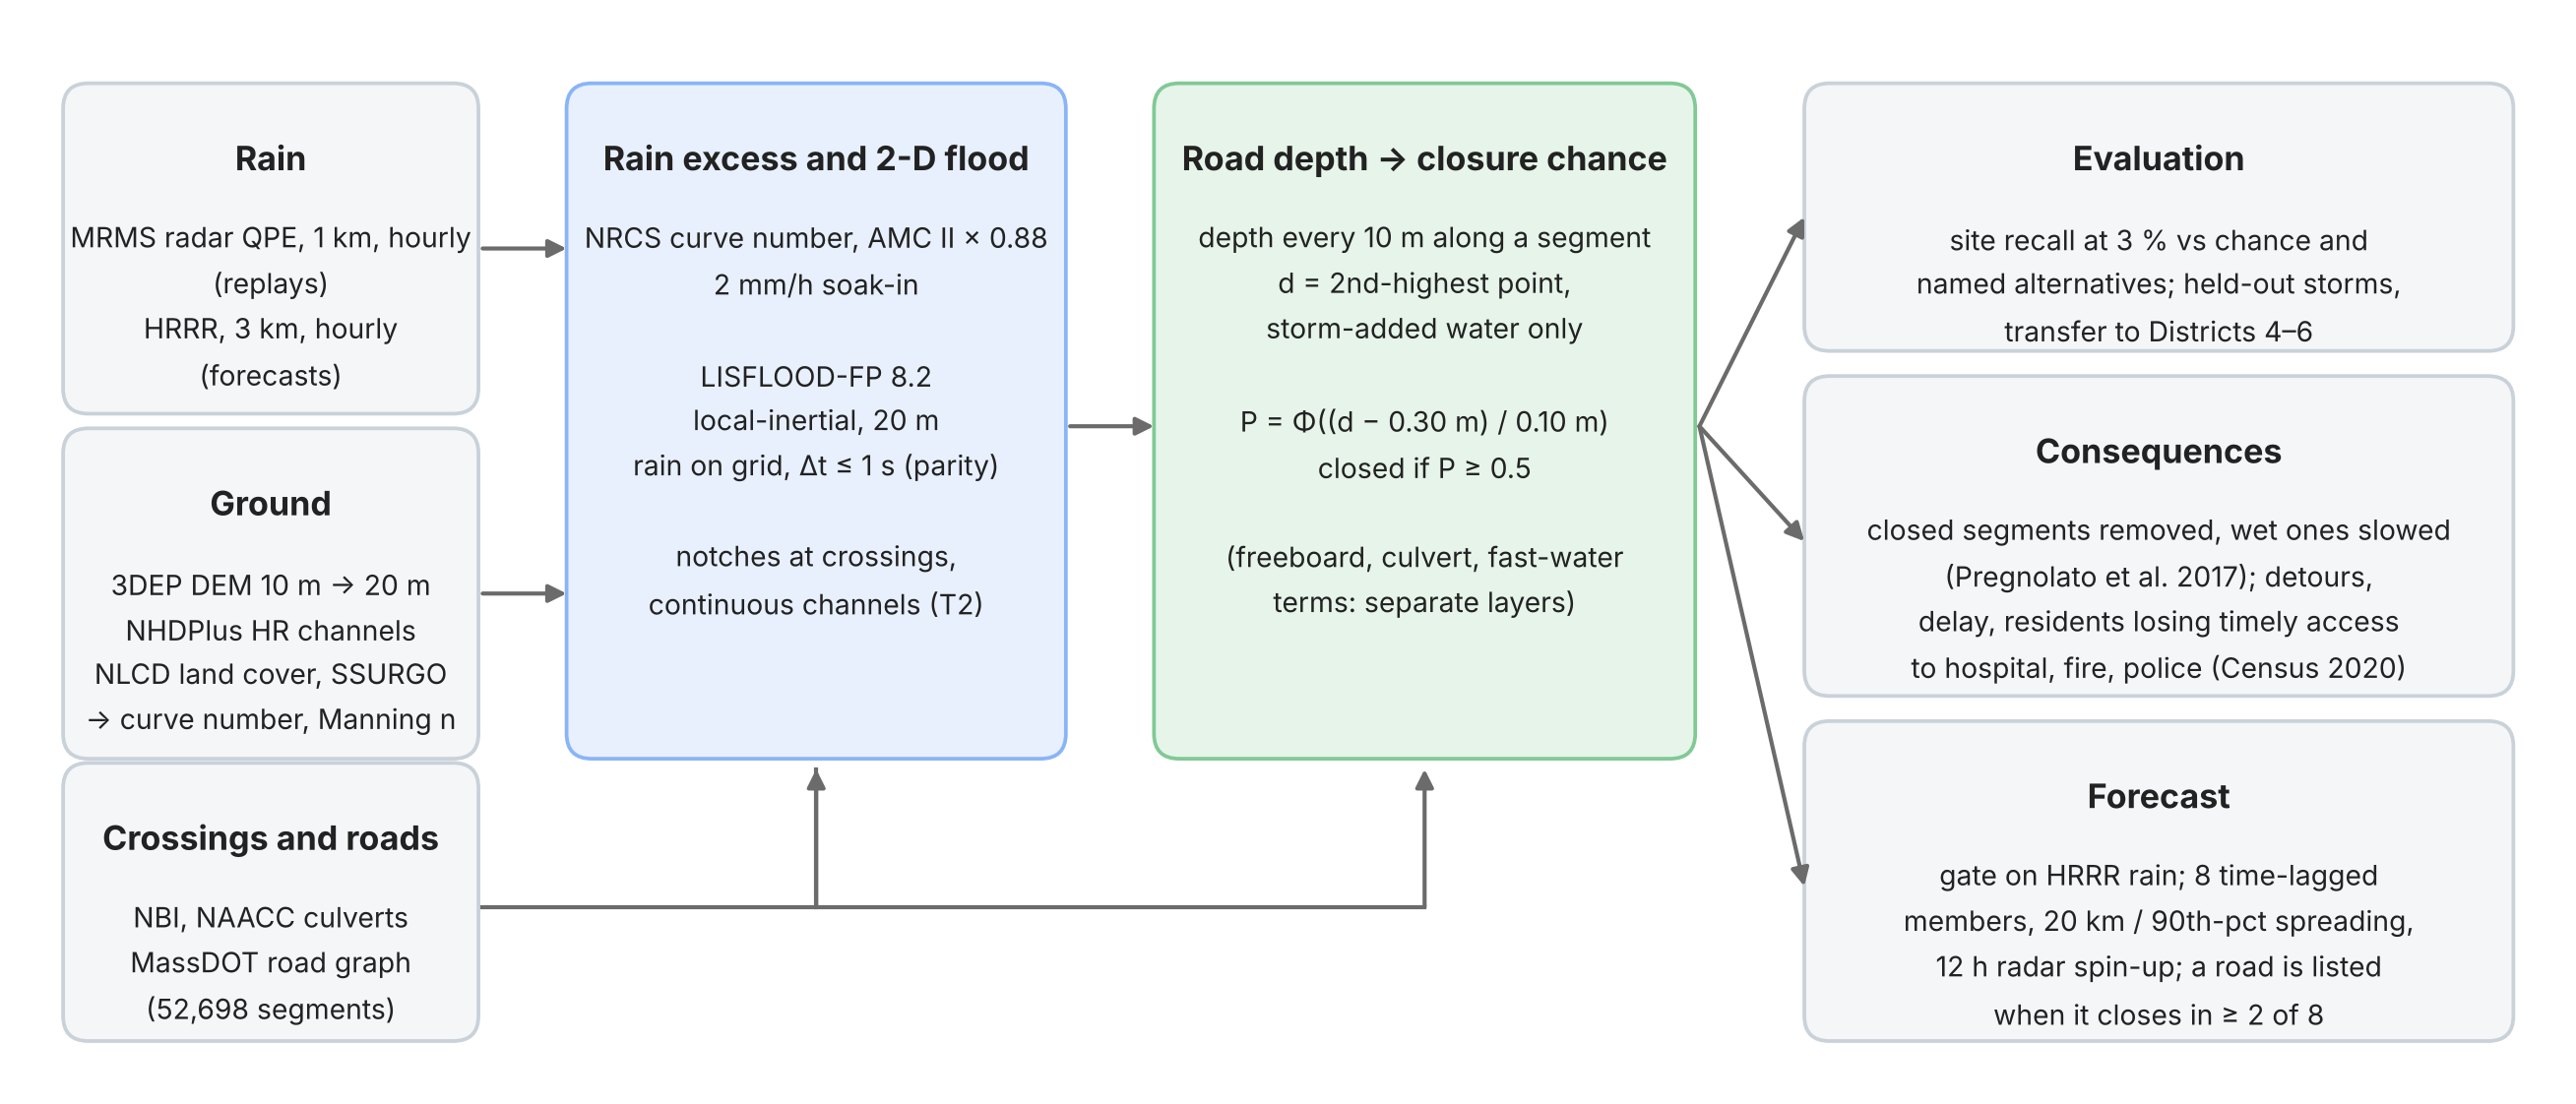 Rain
MRMS radar QPE, 1 km, hourly
(replays)
HRRR, 3 km, hourly
(forecasts)
Ground
3DEP DEM 10 m → 20 m
NHDPlus HR channels
NLCD land cover, SSURGO
→ curve number, Manning n
Crossings and roads
NBI, NAACC culverts
MassDOT road graph
(52,698 segments)
Rain excess and 2-D flood
NRCS curve number, AMC II × 0.88
2 mm/h soak-in
LISFLOOD-FP 8.2
local-inertial, 20 m
rain on grid, Δt ≤ 1 s (parity)
notches at crossings,
continuous channels (T2)
Road depth → closure chance
depth every 10 m along a segment
d = 2nd-highest point,
storm-added water only
P = Φ((d − 0.30 m) / 0.10 m)
closed if P ≥ 0.5
(freeboard, culvert, fast-water
terms: separate layers)
Evaluation
site recall at 3 % vs chance and
named alternatives; held-out storms,
transfer to Districts 4–6
Consequences
closed segments removed, wet ones slowed
(Pregnolato et al. 2017); detours,
delay, residents losing timely access
to hospital, fire, police (Census 2020)
Forecast
gate on HRRR rain; 8 time-lagged
members, 20 km / 90th-pct spreading,
12 h radar spin-up; a road is listed
when it closes in ≥ 2 of 8